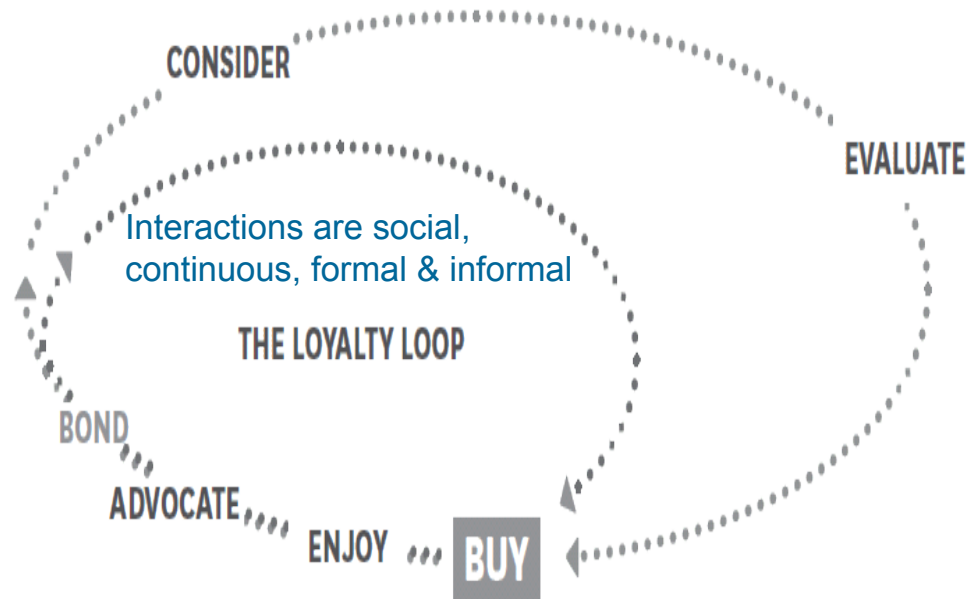 CONSIDER
EVALUATE
Interactions are social,
continuous, formal & informal
THE LOYALTY LOOP
BOND
ADVOCATE
ENJOY
BUY